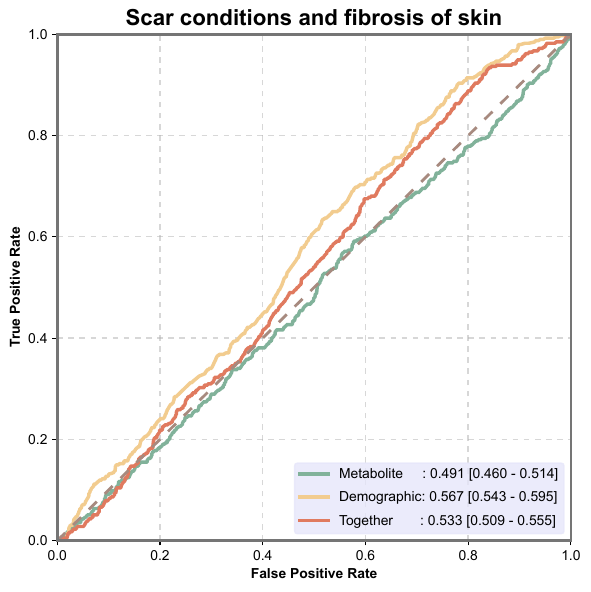 Scar conditions and fibrosis of skin
True Positive Rate
1.0
0.8
0.6
0.4
0.2
0.0
Metabolite : 0.491 [0.460 - 0.514]
Demographic: 0.567 [0.543 - 0.595]
Together : 0.533 [0.509 - 0.555]
0.0 0.2 0.4 0.6 0.8 1.0
False Positive Rate